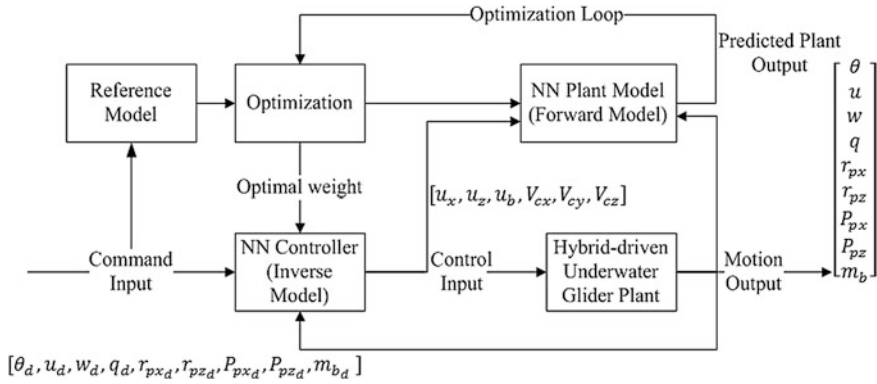 Optimization Loop
Predicted Plant
Output
Reference
Model
Optimization
NN Plant Model
(Forward Model)
Optimal weight
[u_x, u_z, u_b, V_cx, V_cy, V_cz]
Command
Input
NN Controller
(Inverse
Model)
Control
Input
Hybrid-driven
Underwater
Glider Plant
Motion
Output
θ
u
w
q
r_px
r_pz
P_px
P_pz
m_b
[θ_d, u_d, w_d, q_d, r_px_d, r_pz_d, P_px_d, P_pz_d, m_b_d]